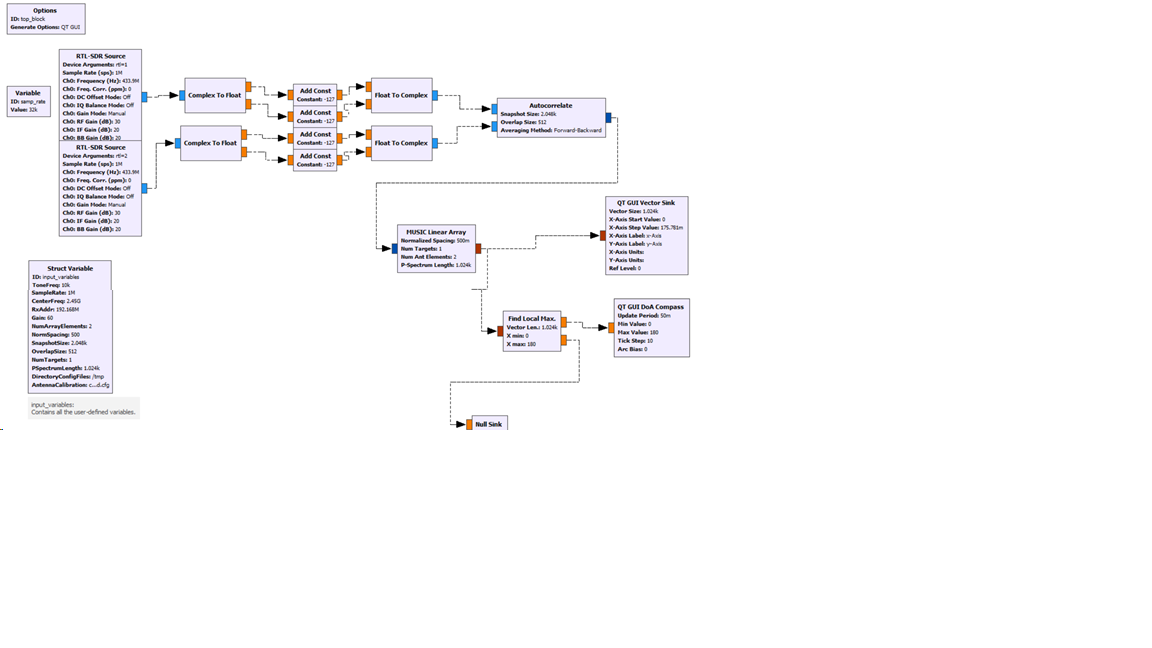 Options
ID: top_block
Generate Options: QT GUI
RTL-SDR Source
Device Arguments: rtl=1
Sample Rate (sps): 1M
Ch0: Frequency (Hz): 433.9M
Ch0: Freq. Corr. (ppm): 0
Ch0: DC Offset Mode: Off
Ch0: IQ Balance Mode: Off
Ch0: Gain Mode: Manual
Ch0: RF Gain (dB): 30
Ch0: IF Gain (dB): 20
Ch0: BB Gain (dB): 20
Variable
ID: samp_rate
Value: 32k
RTL-SDR Source
Device Arguments: rtl=2
Sample Rate (sps): 1M
Ch0: Frequency (Hz): 433.9M
Ch0: Freq. Corr. (ppm): 0
Ch0: DC Offset Mode: Off
Ch0: IQ Balance Mode: Off
Ch0: Gain Mode: Manual
Ch0: RF Gain (dB): 30
Ch0: IF Gain (dB): 20
Ch0: BB Gain (dB): 20
Complex To Float
Complex To Float
Add Const
Constant: -127
Add Const
Constant: -127
Add Const
Constant: -127
Add Const
Constant: -127
Float To Complex
Float To Complex
Autocorrelate
Snapshot Size: 2.048k
Overlap Size: 512
Averaging Method: Forward-Backward
MUSIC Linear Array
Normalized Spacing: 500m
Num Targets: 1
Num Ant Elements: 2
P-Spectrum Length: 1.024k
QT GUI Vector Sink
Vector Size: 1.024k
X-Axis Start Value: 0
X-Axis Step Value: 175.781m
X-Axis Label: x-Axis
Y-Axis Label: y-Axis
X-Axis Units:
Y-Axis Units:
Ref Level: 0
Struct Variable
ID: input_variables
ToneFreq: 10k
SampleRate: 1M
CenterFreq: 2.45G
RxAddr: 192.168M
Gain: 60
NumArrayElements: 2
NormSpacing: 500
SnapshotSize: 2.048k
OverlapSize: 512
NumTargets: 1
PSpectrumLength: 1.024k
DirectoryConfigFiles: /tmp
AntennaCalibration: c...d.cfg
input_variables:
Contains all the user-defined variables.
Find Local Max.
Vector Len.: 1.024k
X min: 0
X max: 180
QT GUI DoA Compass
Update Period: 50m
Min Value: 0
Max Value: 180
Tick Step: 10
Arc Bias: 0
Null Sink